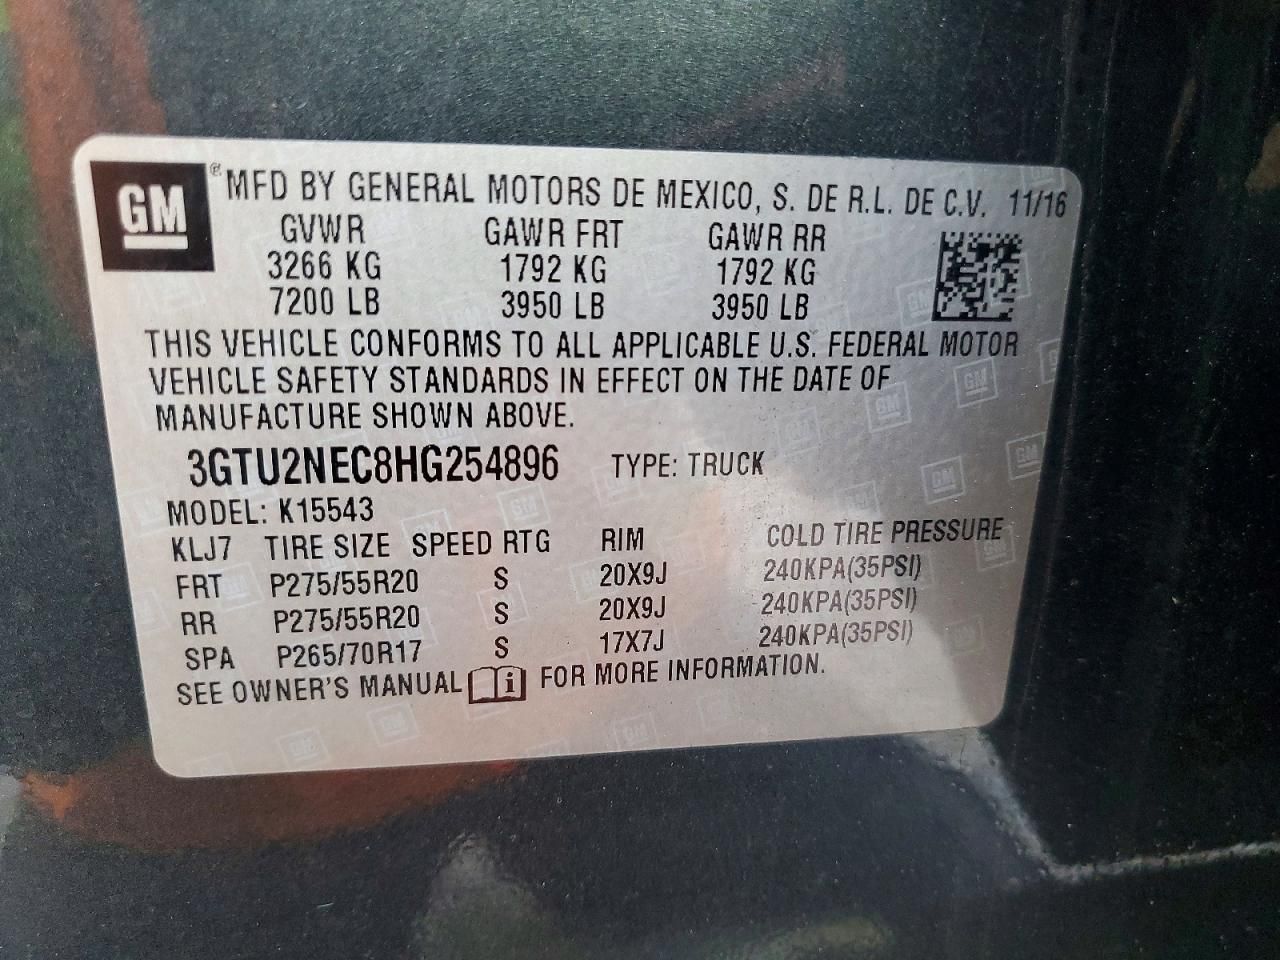 GM
® MFD BY GENERAL MOTORS DE MEXICO, S. DE R.L. DE C.V. 11/16
GVWR GAWR FRT GAWR RR
3266 KG 1792 KG 1792 KG
7200 LB 3950 LB 3950 LB
THIS VEHICLE CONFORMS TO ALL APPLICABLE U.S. FEDERAL MOTOR
VEHICLE SAFETY STANDARDS IN EFFECT ON THE DATE OF
MANUFACTURE SHOWN ABOVE.
3GTU2NEC8HG254896 TYPE: TRUCK
MODEL: K15543
KLJ7 TIRE SIZE SPEED RTG RIM COLD TIRE PRESSURE
FRT P275/55R20 S 20X9J 240KPA(35PSI)
RR P275/55R20 S 20X9J 240KPA(35PSI)
SPA P265/70R17 S 17X7J 240KPA(35PSI)
SEE OWNER'S MANUAL i FOR MORE INFORMATION.